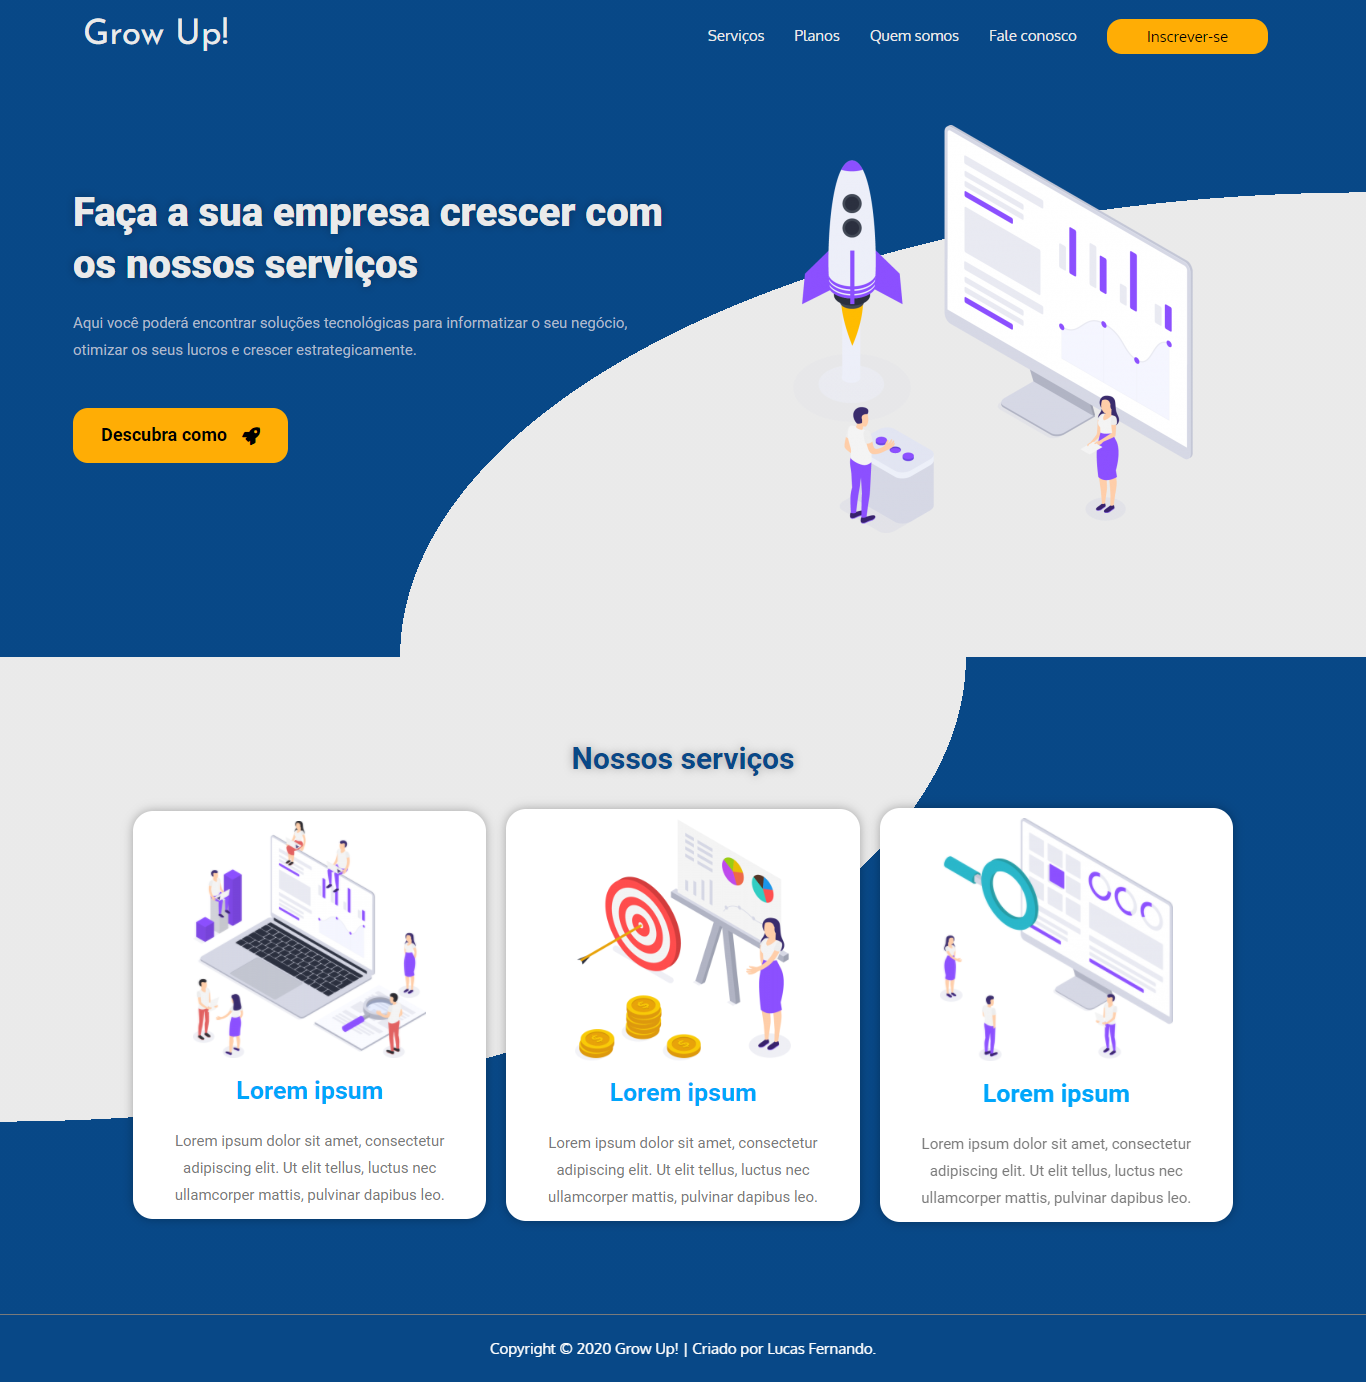 Grow Up!
Serviços
Planos
Quem somos
Fale conosco
Inscrever-se
Faça a sua empresa crescer com
os nossos serviços
Aqui você poderá encontrar soluções tecnológicas para informatizar o seu negócio,
otimizar os seus lucros e crescer estrategicamente.
Descubra como
Nossos serviços
Lorem ipsum
Lorem ipsum dolor sit amet, consectetur
adipiscing elit. Ut elit tellus, luctus nec
ullamcorper mattis, pulvinar dapibus leo.
Lorem ipsum
Lorem ipsum dolor sit amet, consectetur
adipiscing elit. Ut elit tellus, luctus nec
ullamcorper mattis, pulvinar dapibus leo.
Lorem ipsum
Lorem ipsum dolor sit amet, consectetur
adipiscing elit. Ut elit tellus, luctus nec
ullamcorper mattis, pulvinar dapibus leo.
Copyright © 2020 Grow Up! | Criado por Lucas Fernando.